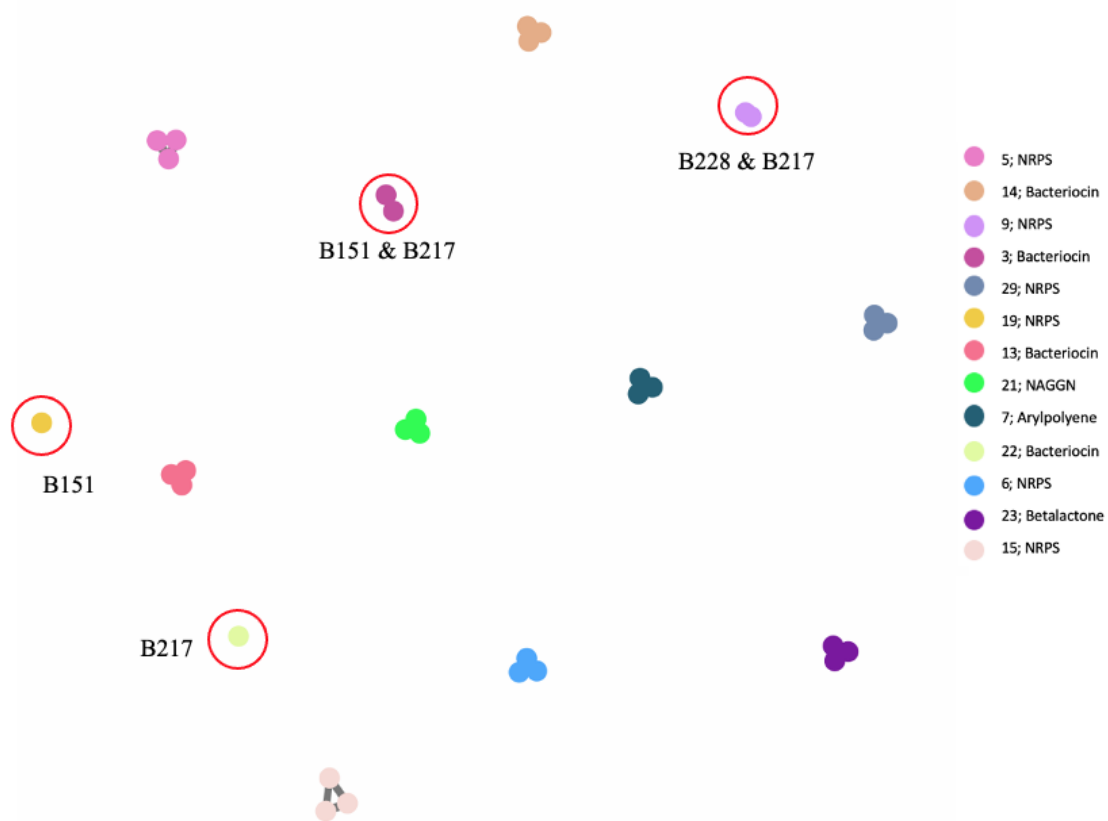 B228 & B217
B151 & B217
B151
B217
5; NRPS
14; Bacteriocin
9; NRPS
3; Bacteriocin
29; NRPS
19; NRPS
13; Bacteriocin
21; NAGGN
7; Arylpolyene
22; Bacteriocin
6; NRPS
23; Betalactone
15; NRPS